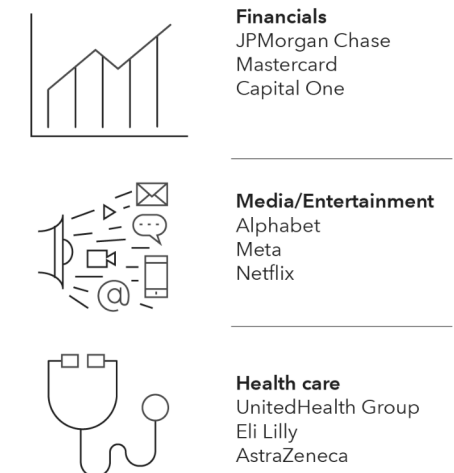 Financials
JPMorgan Chase
Mastercard
Capital One
Media/Entertainment
Alphabet
Meta
Netflix
@
Health care
UnitedHealth Group
Eli Lilly
AstraZeneca